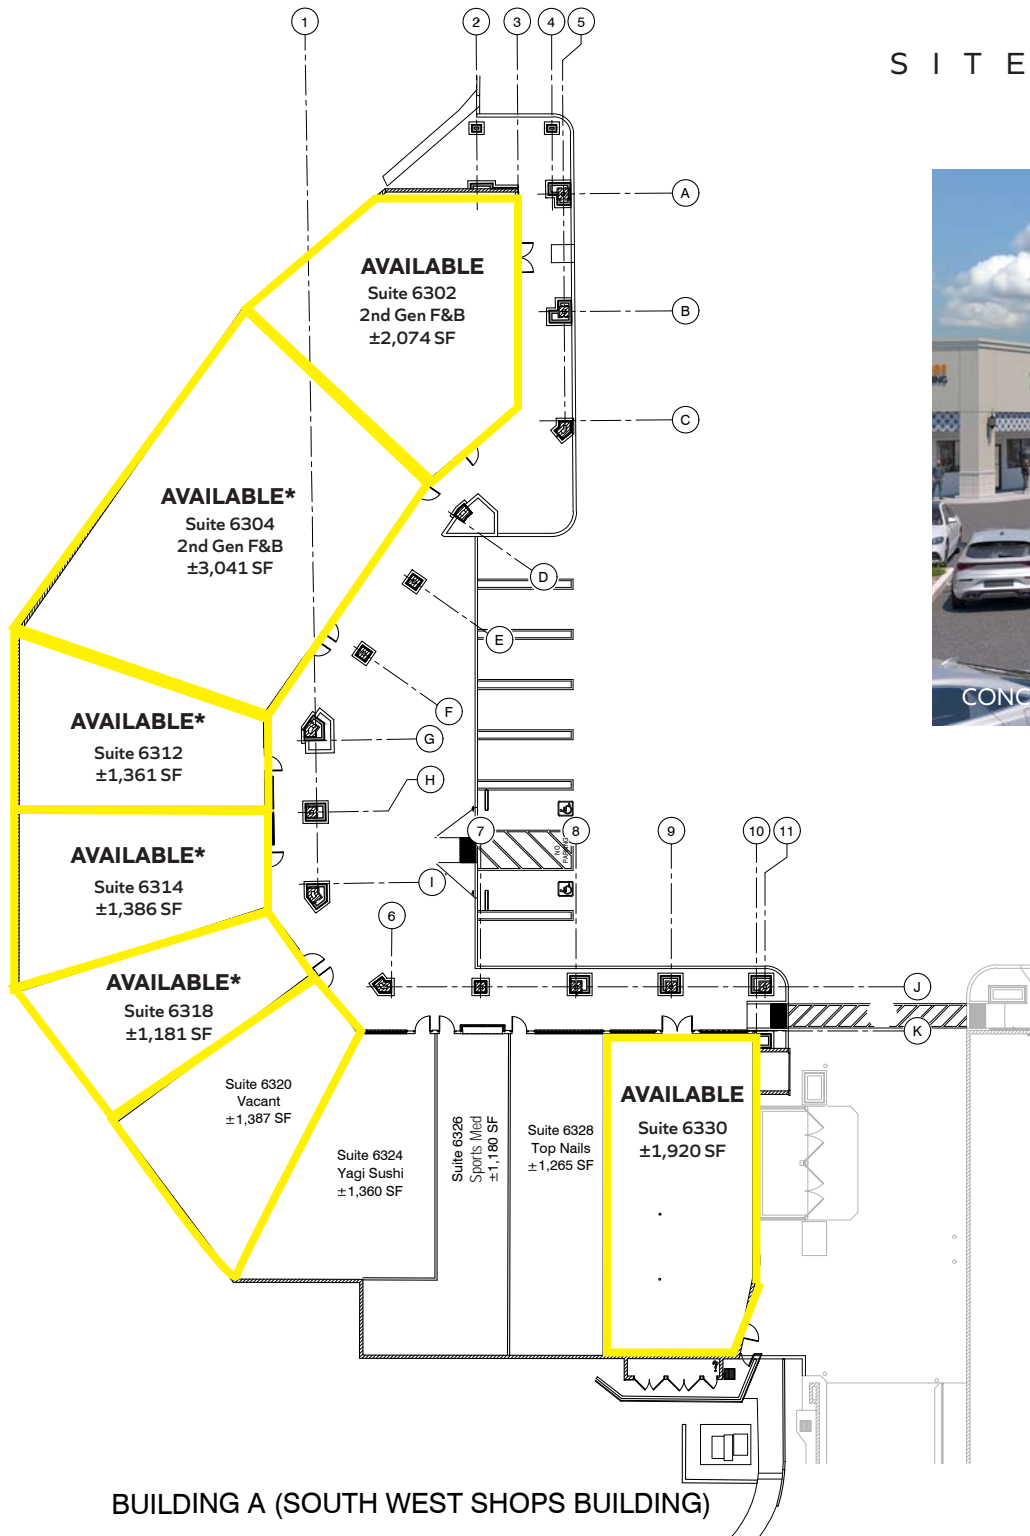 1
2
3
4
5
SITE
A
AVAILABLE
Suite 6302
2nd Gen F&B
±2,074 SF
B
C
AVAILABLE*
Suite 6304
2nd Gen F&B
±3,041 SF
D
E
F
G
H
I
AVAILABLE*
Suite 6312
±1,361 SF
AVAILABLE*
Suite 6314
±1,386 SF
CONC
7
8
9
10
11
NO
PARKING
6
J
K
AVAILABLE*
Suite 6318
±1,181 SF
Suite 6320
Vacant
±1,387 SF
Suite 6324
Yagi Sushi
±1,360 SF
Suite 6326
Sports Med
±1,180 SF
Suite 6328
Top Nails
±1,265 SF
AVAILABLE
Suite 6330
±1,920 SF
BUILDING A (SOUTH WEST SHOPS BUILDING)